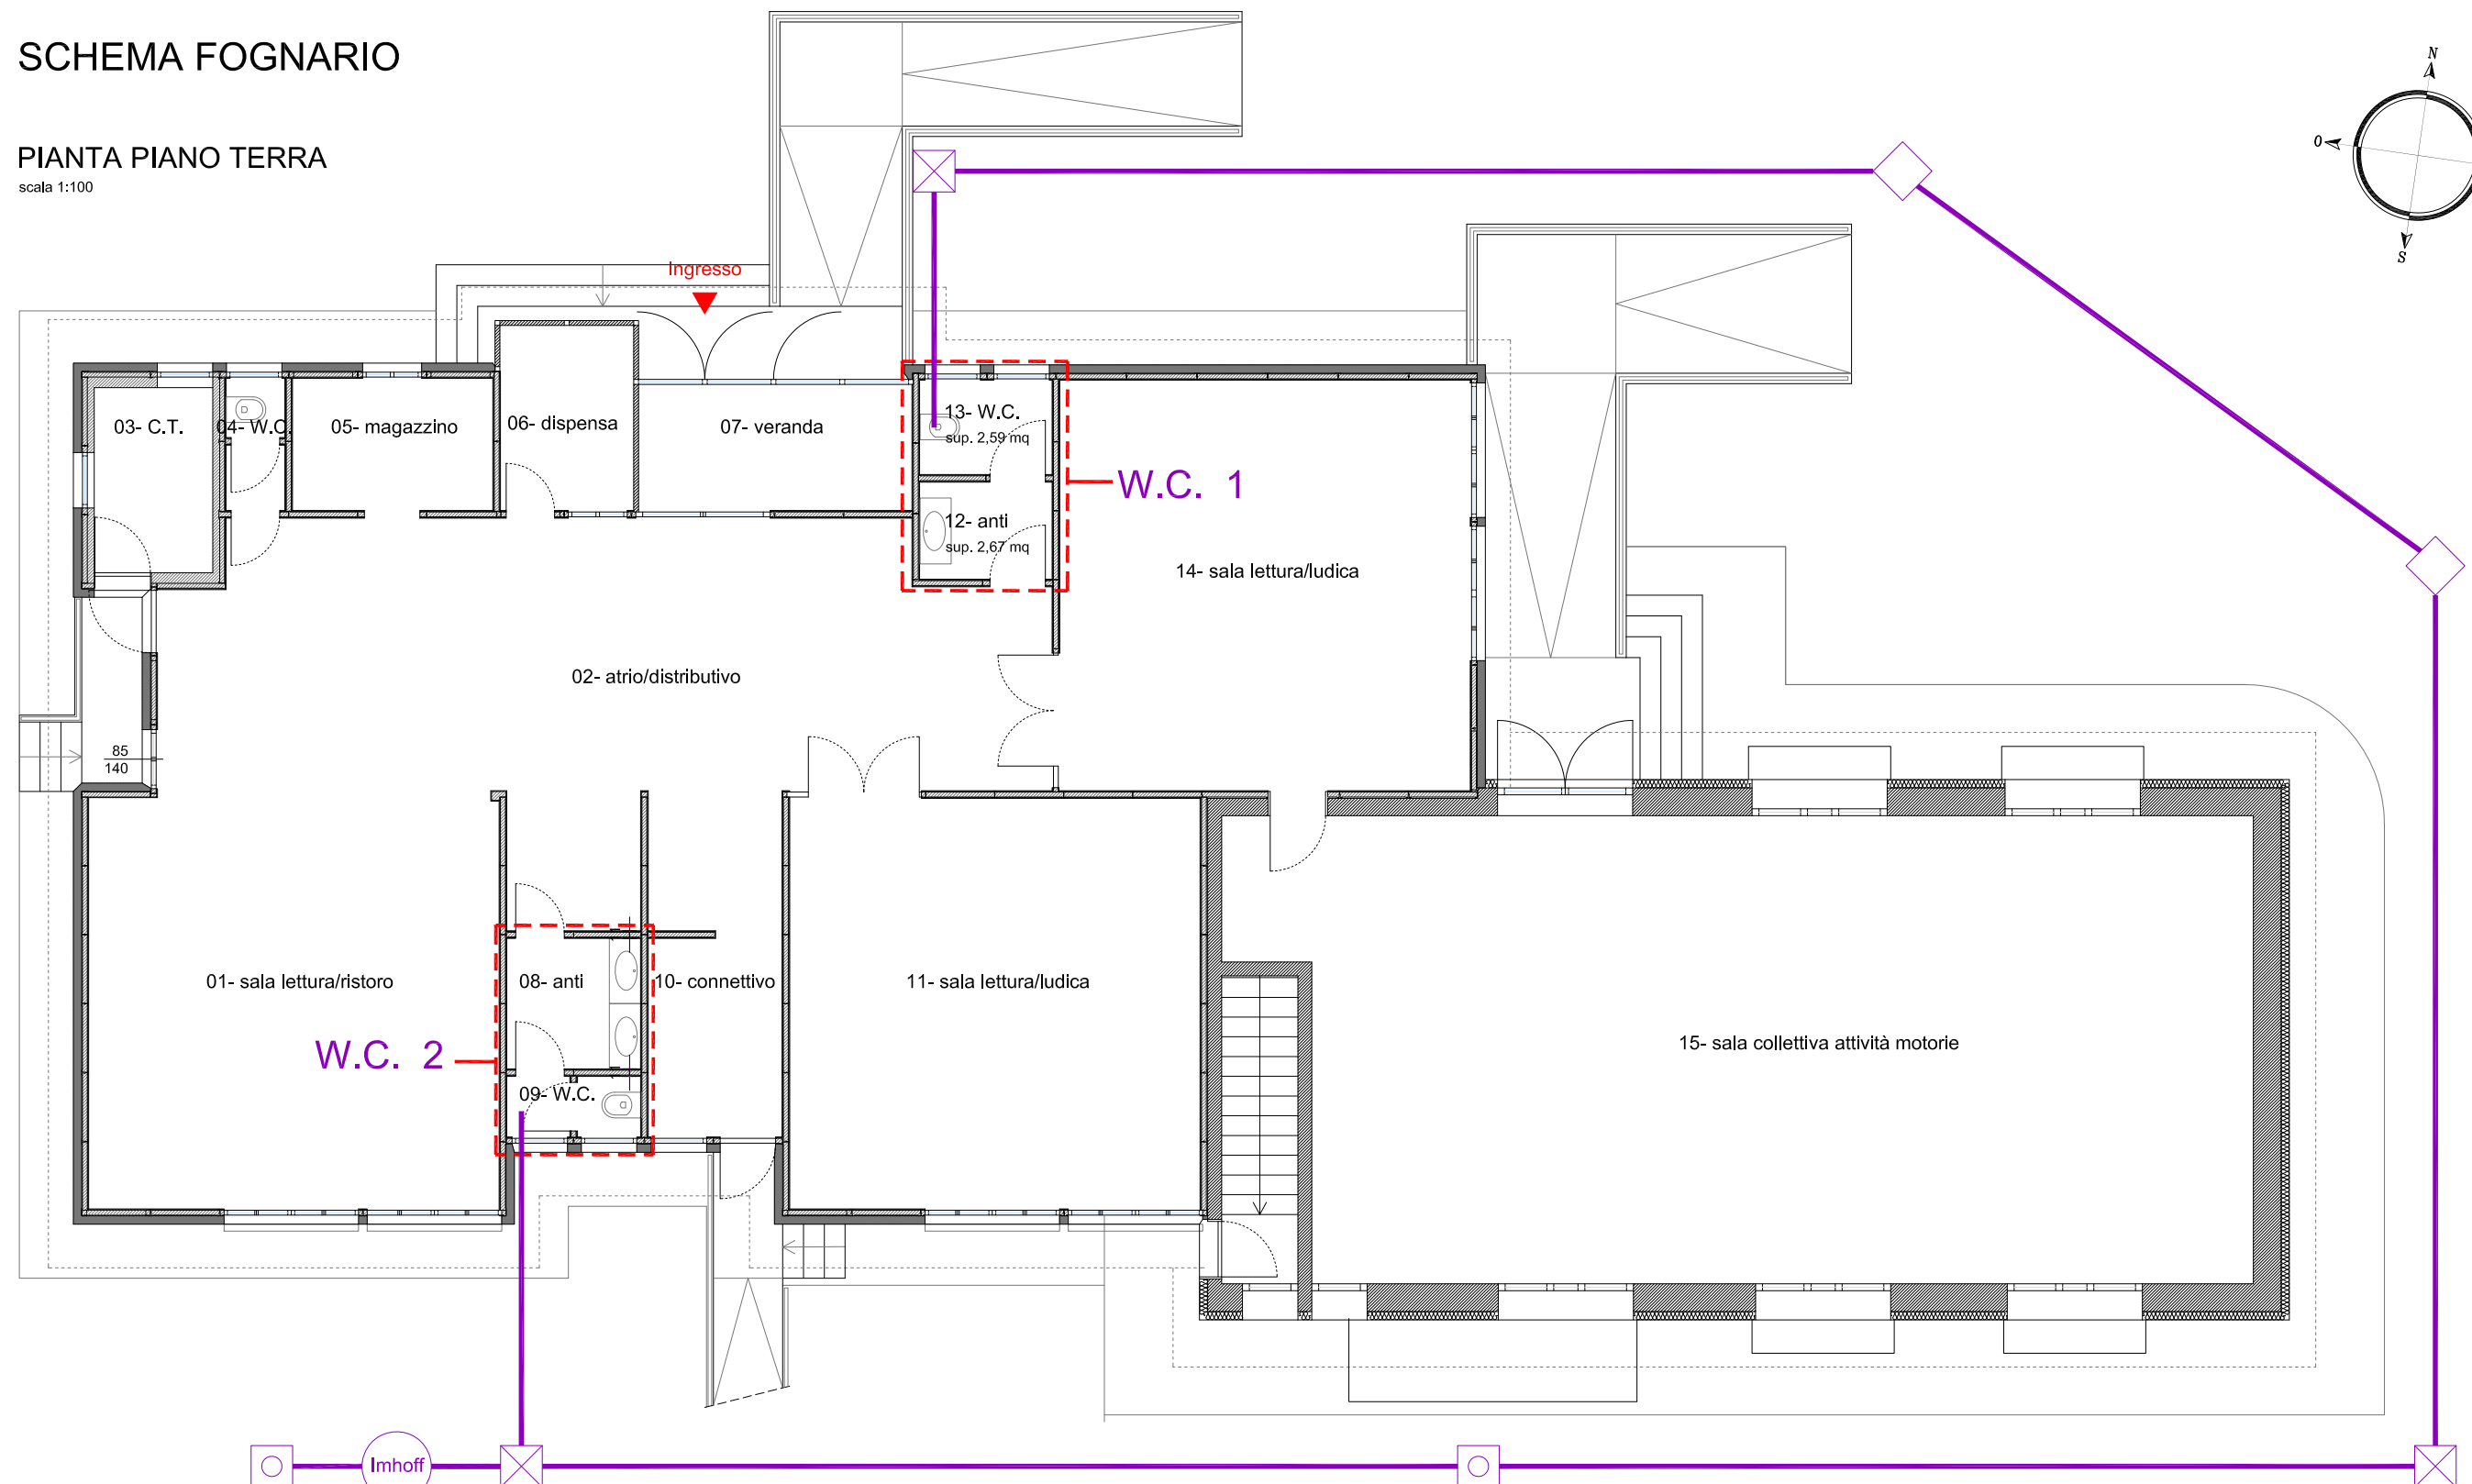 SCHEMA FOGNARIO
PIANTA PIANO TERRA
scala 1:100
N
O
S
Ingresso
03- C.T.
04- W.C.
05- magazzino
06- dispensa
07- veranda
13- W.C.
sup. 2,59 mq
W.C. 1
12- anti
sup. 2,67 mq
14- sala lettura/ludica
02- atrio/distributivo
85
140
01- sala lettura/ristoro
08- anti
10- connettivo
11- sala lettura/ludica
15- sala collettiva attività motorie
W.C. 2
09- W.C.
Imhoff